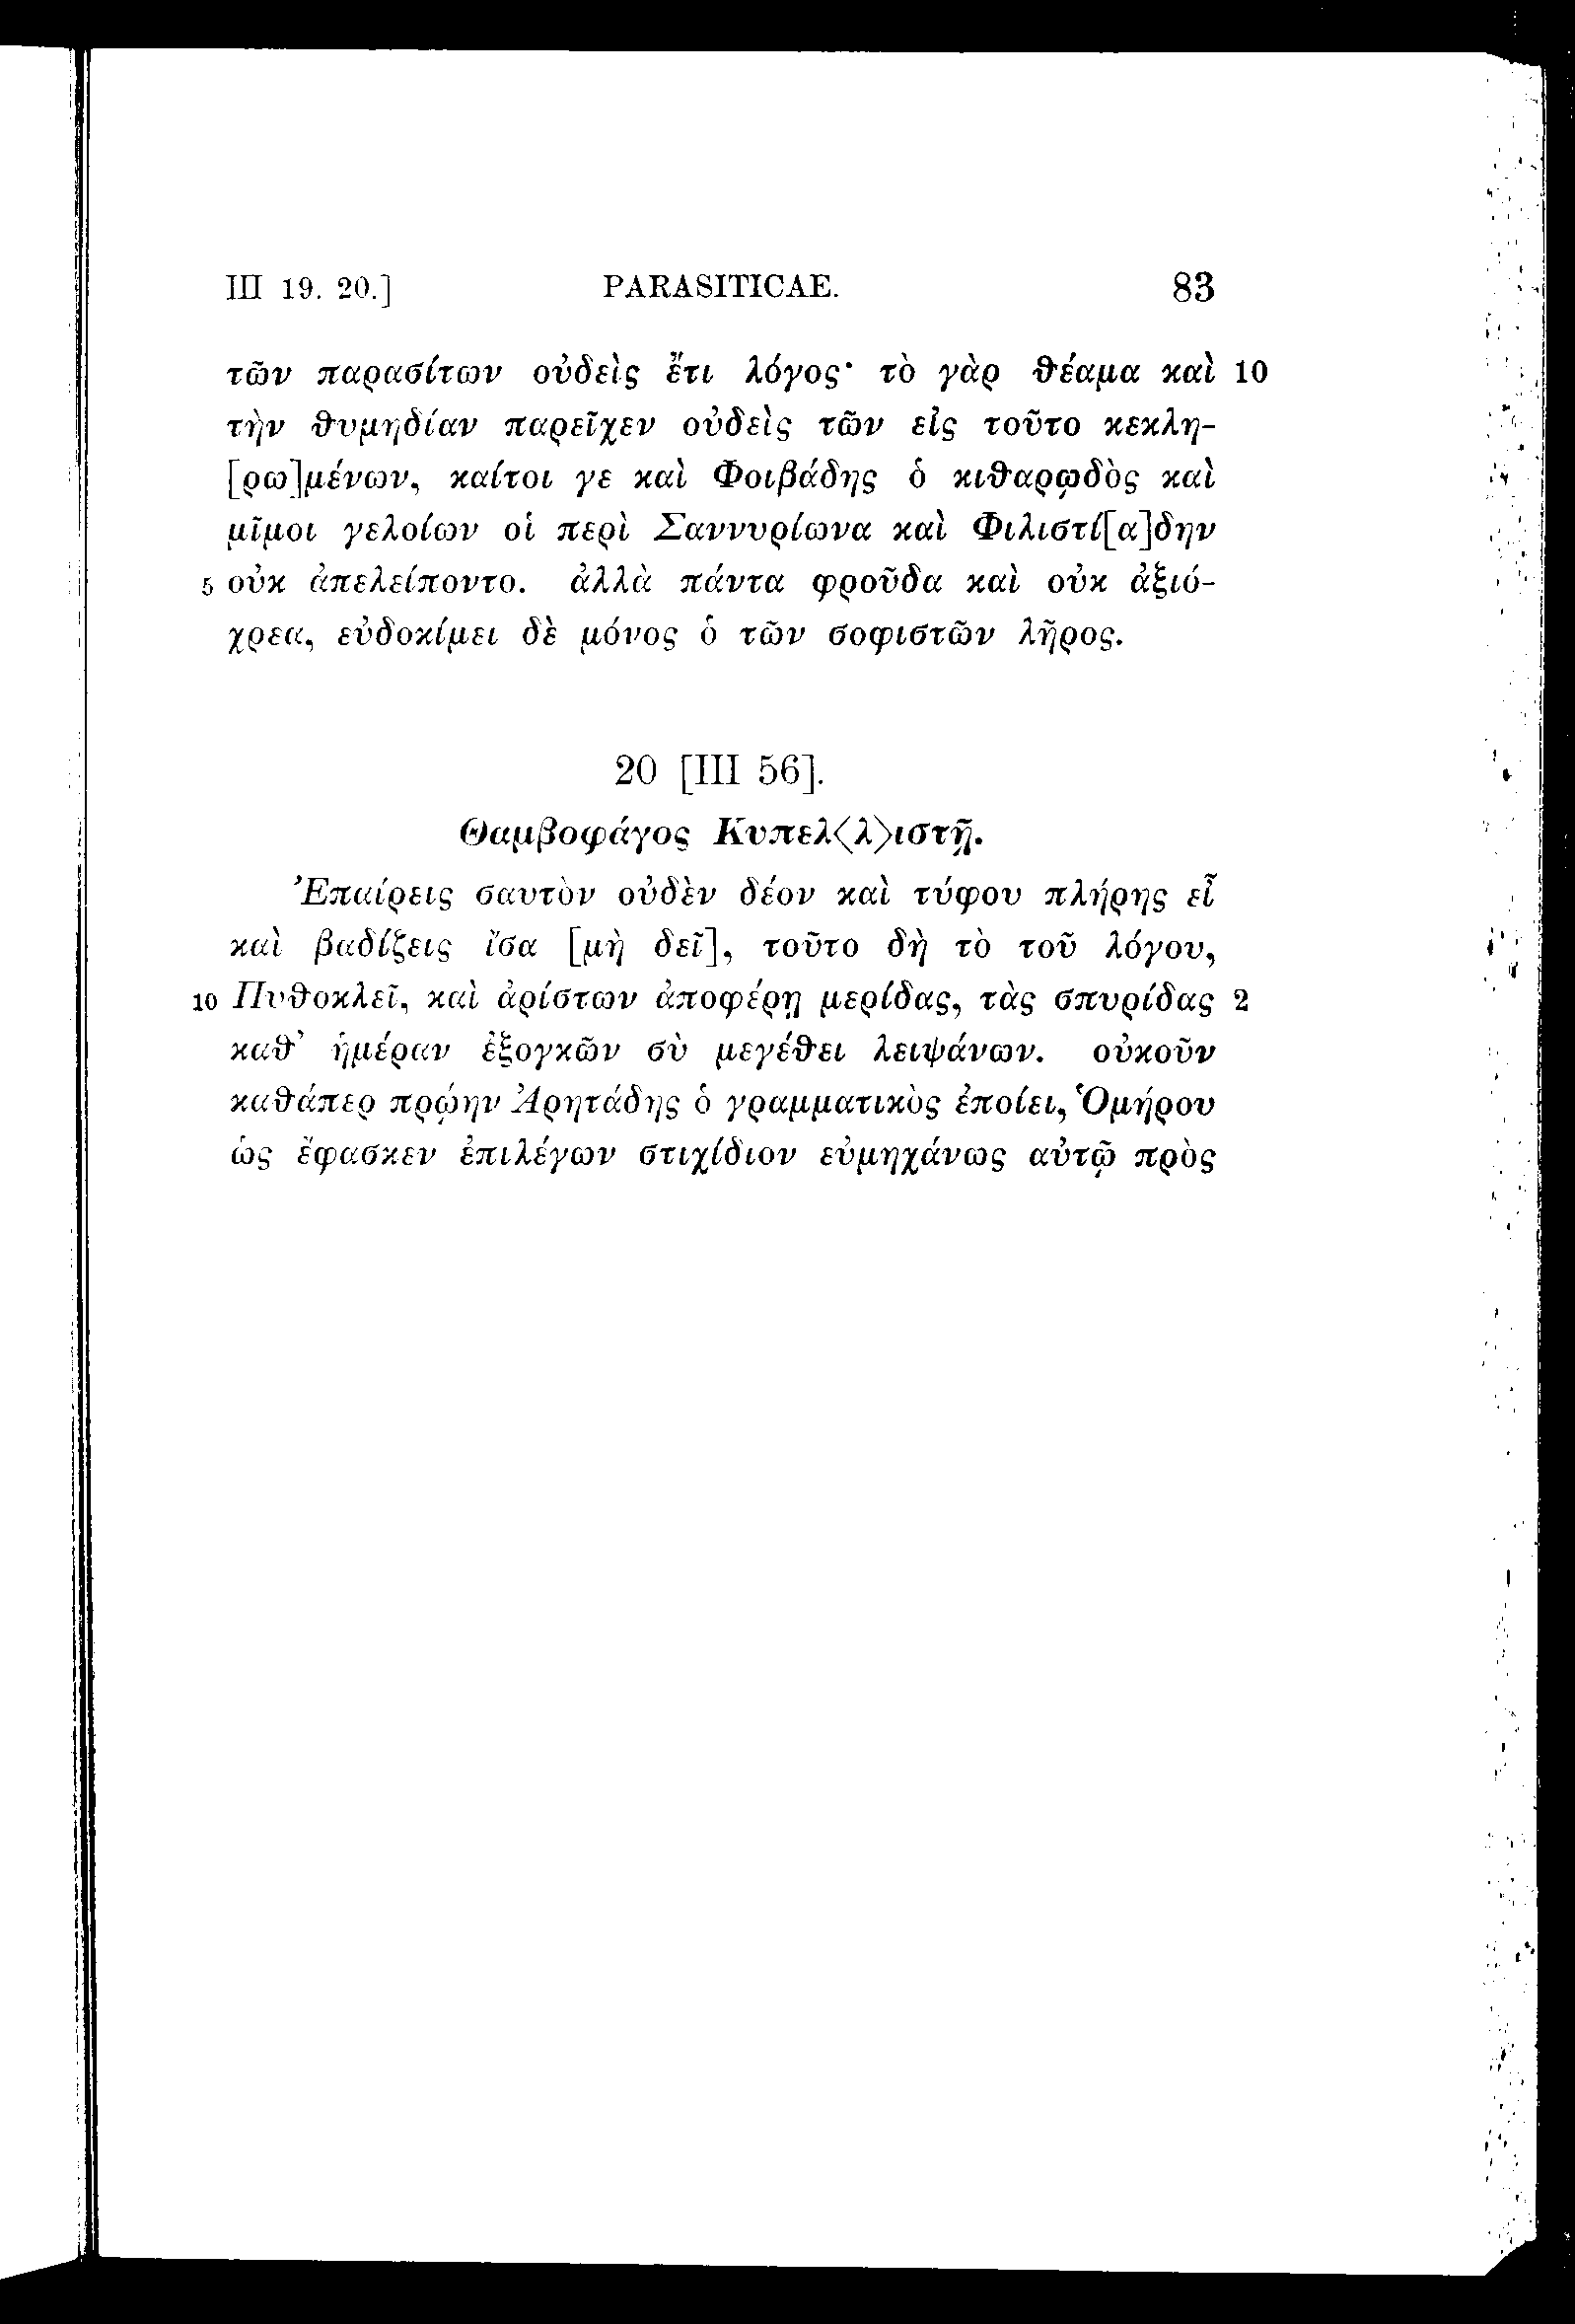 III 19. 20.] PARASITICAE. 83
τῶν παρασίτων οὐδεὶς ἔτι λόγος· τὸ γὰρ θέαμα καὶ 10
τὴν θυμηδίαν παρεῖχεν οὐδεὶς τῶν εἰς τοῦτο κεκλη-
[ρω]μένων, καίτοι γε καὶ Φοιβάδης ὁ κιθαρῳδὸς καὶ
μῖμοι γελοίων οἱ περὶ Σαννυρίωνα καὶ Φιλιστί[α]δην
5 οὐκ ἀπελείποντο. ἀλλὰ πάντα φροῦδα καὶ οὐκ ἀξιό-
χρεα, εὐδοκίμει δὲ μόνος ὁ τῶν σοφιστῶν λῆρος.
20 [III 56].
Θαμβοφάγος Κυπελ⟨λ⟩ιστῇ.
Ἐπαίρεις σαυτὸν οὐδὲν δέον καὶ τύφου πλήρης εἶ
καὶ βαδίζεις ἴσα [μὴ δεῖ], τοῦτο δὴ τὸ τοῦ λόγου,
10 Πυθοκλεῖ, καὶ ἀρίστων ἀποφέρῃ μερίδας, τὰς σπυρίδας 2
καθ' ἡμέραν ἐξογκῶν σὺ μεγέθει λειψάνων. οὐκοῦν
καθάπερ πρῴην Ἀρητάδης ὁ γραμματικὸς ἐποίει, Ὁμήρου
ὡς ἔφασκεν ἐπιλέγων στιχίδιον εὐμηχάνως αὐτῷ πρὸς